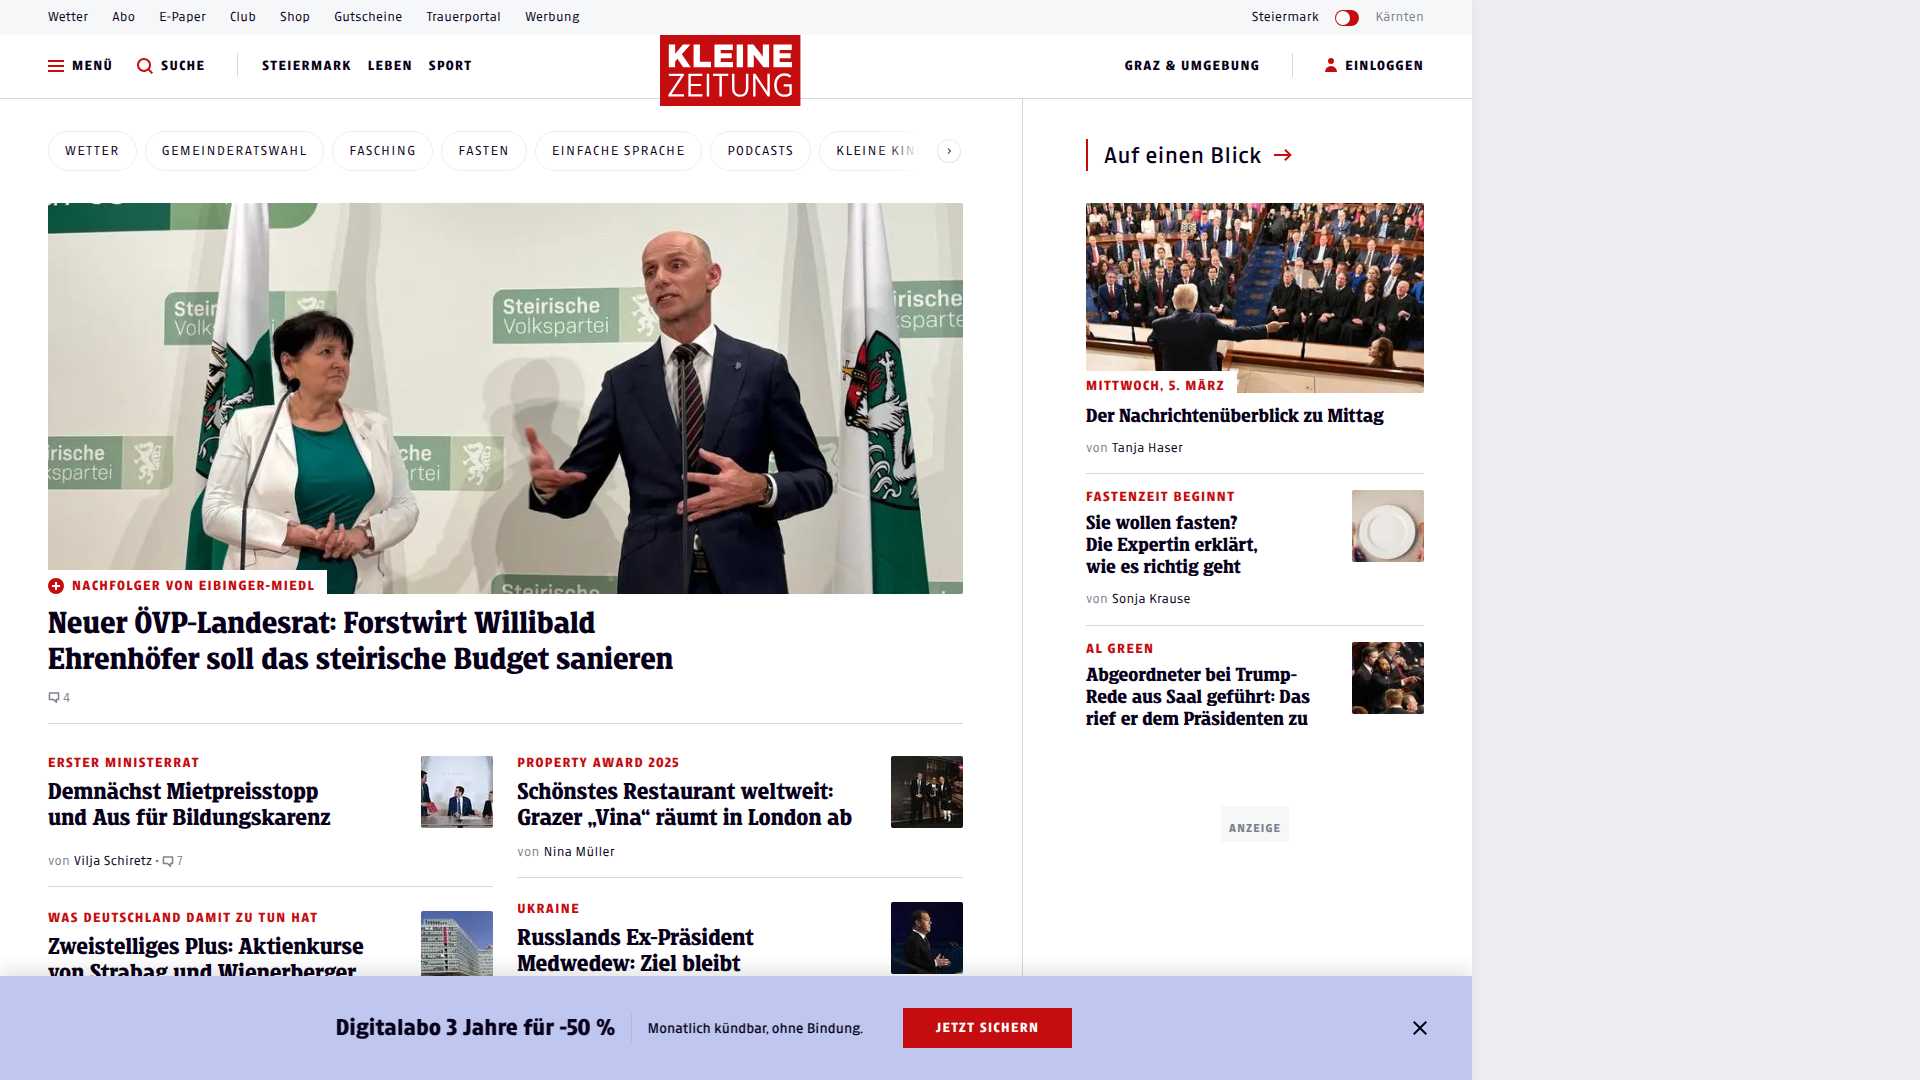 Wetter Abo E-Paper Club Shop Gutscheine Trauerportal Werbung Steiermark Kärnten
MENÜ SUCHE STEIERMARK LEBEN SPORT KLEINE ZEITUNG GRAZ & UMGEBUNG EINLOGGEN
WETTER GEMEINDERATSWAHL FASCHING FASTEN EINFACHE SPRACHE PODCASTS KLEINE
Steirische
Volkspartei
NACHFOLGER VON EIBINGER-MIEDL
Neuer ÖVP-Landesrat: Forstwirt Willibald
Ehrenhöfer soll das steirische Budget sanieren
4
ERSTER MINISTERRAT
Demnächst Mietpreisstopp
und Aus für Bildungskarenz
von Vilja Schiretz • 7
WAS DEUTSCHLAND DAMIT ZU TUN HAT
Zweistelliges Plus: Aktienkurse
von Strabag und Wienerberger
PROPERTY AWARD 2025
Schönstes Restaurant weltweit:
Grazer „Vina“ räumt in London ab
von Nina Müller
UKRAINE
Russlands Ex-Präsident
Medwedew: Ziel bleibt
Auf einen Blick
MITTWOCH, 5. MÄRZ
Der Nachrichtenüberblick zu Mittag
von Tanja Haser
FASTENZEIT BEGINNT
Sie wollen fasten?
Die Expertin erklärt,
wie es richtig geht
von Sonja Krause
AL GREEN
Abgeordneter bei Trump-
Rede aus Saal geführt: Das
rief er dem Präsidenten zu
ANZEIGE
Digitalabo 3 Jahre für -50 % Monatlich kündbar, ohne Bindung. JETZT SICHERN